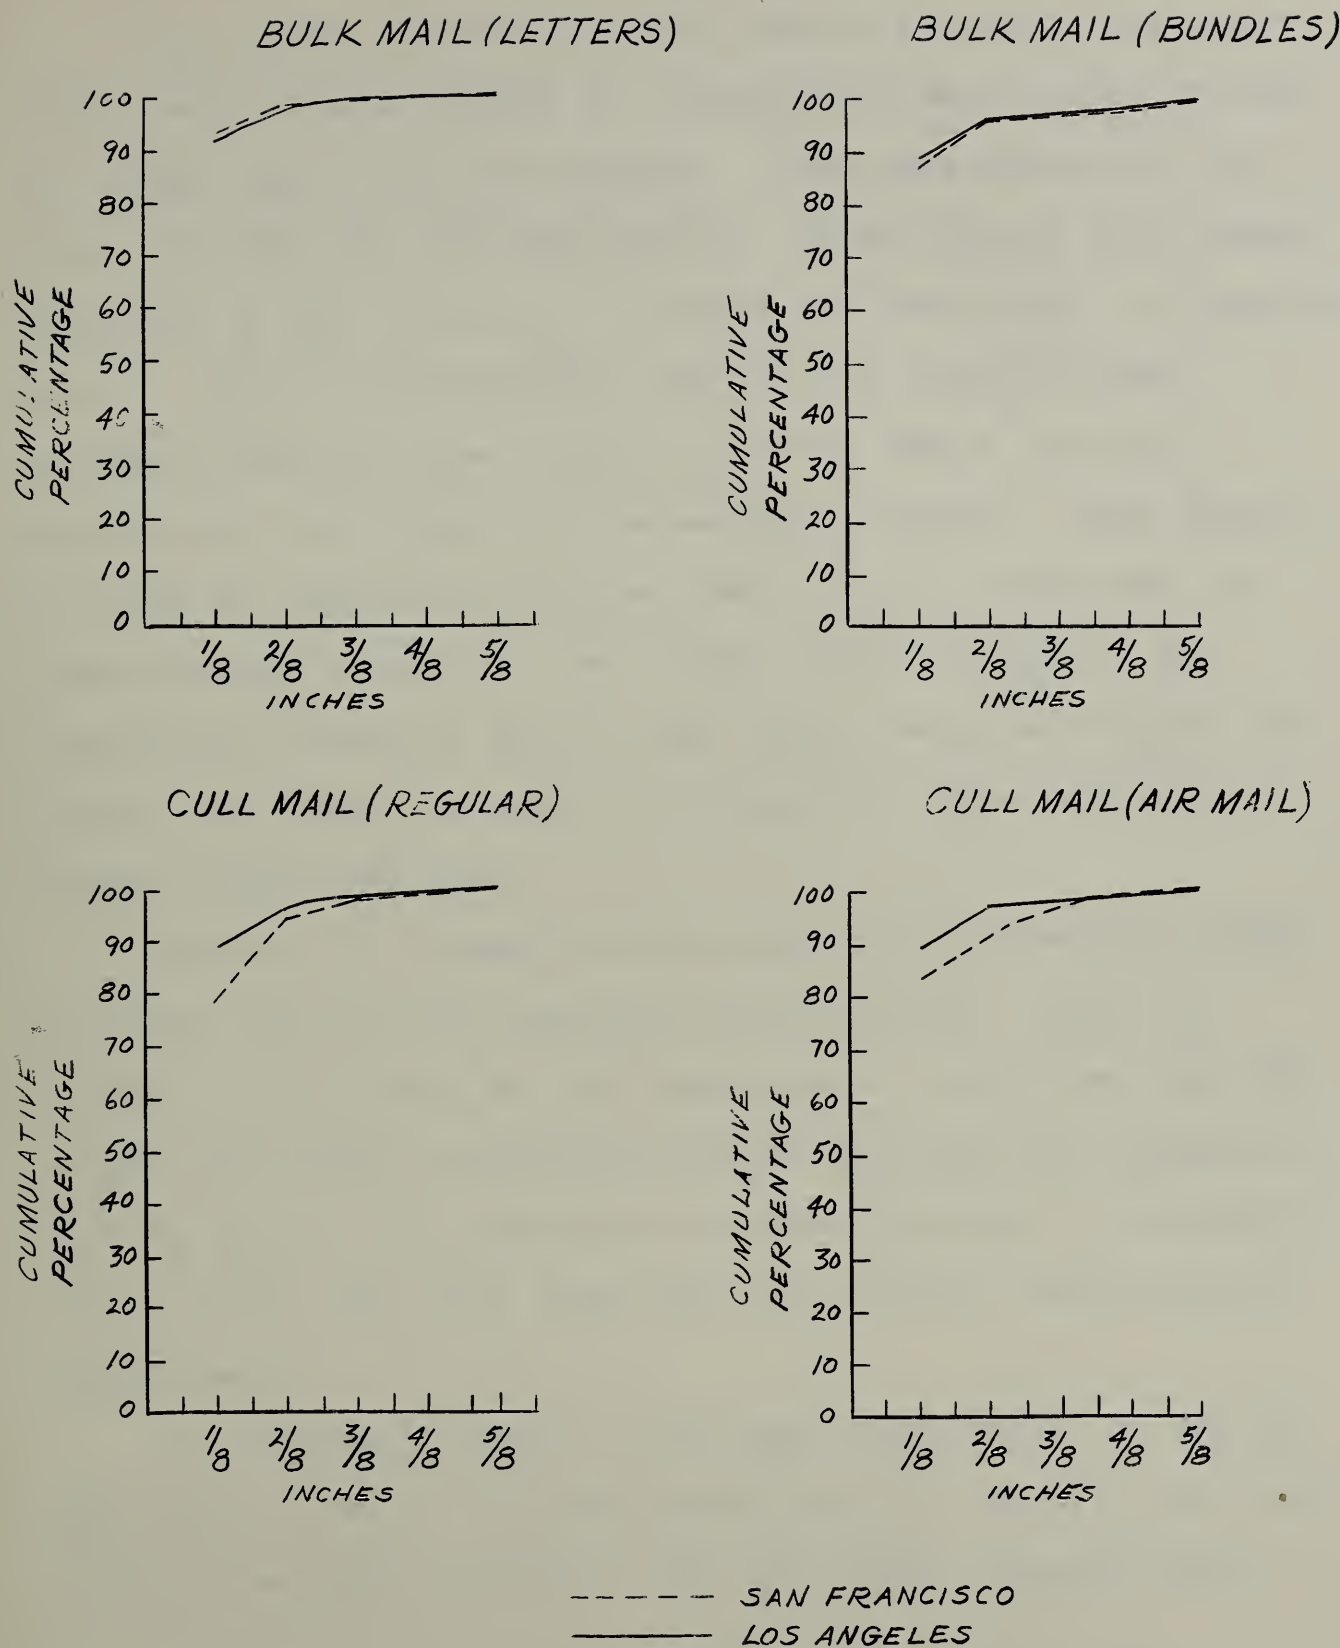 BULK MAIL (LETTERS)
100
90
80
70
60
50
40
30
20
10
0
CUMULATIVE
PERCENTAGE
1/8 2/8 3/8 4/8 5/8
INCHES
BULK MAIL (BUNDLES)
100
90
80
70
60
50
40
30
20
10
0
CUMULATIVE
PERCENTAGE
1/8 2/8 3/8 4/8 5/8
INCHES
CULL MAIL (REGULAR)
100
90
80
70
60
50
40
30
20
10
0
CUMULATIVE
PERCENTAGE
1/8 2/8 3/8 4/8 5/8
INCHES
CULL MAIL (AIR MAIL)
100
90
80
70
60
50
40
30
20
10
0
CUMULATIVE
PERCENTAGE
1/8 2/8 3/8 4/8 5/8
INCHES
SAN FRANCISCO
LOS ANGELES